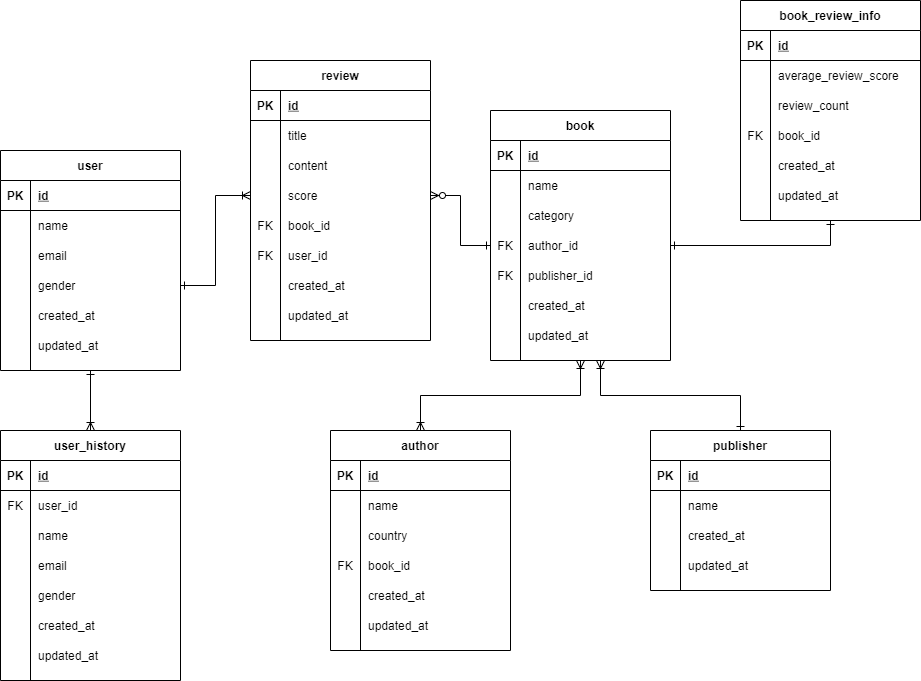 book_review_info
PK id
average_review_score
review_count
FK book_id
created_at
updated_at
review
PK id
title
content
score
FK book_id
FK user_id
created_at
updated_at
book
PK id
name
category
FK author_id
FK publisher_id
created_at
updated_at
user
PK id
name
email
gender
created_at
updated_at
user_history
PK id
FK user_id
name
email
gender
created_at
updated_at
author
PK id
name
country
FK book_id
created_at
updated_at
publisher
PK id
name
created_at
updated_at